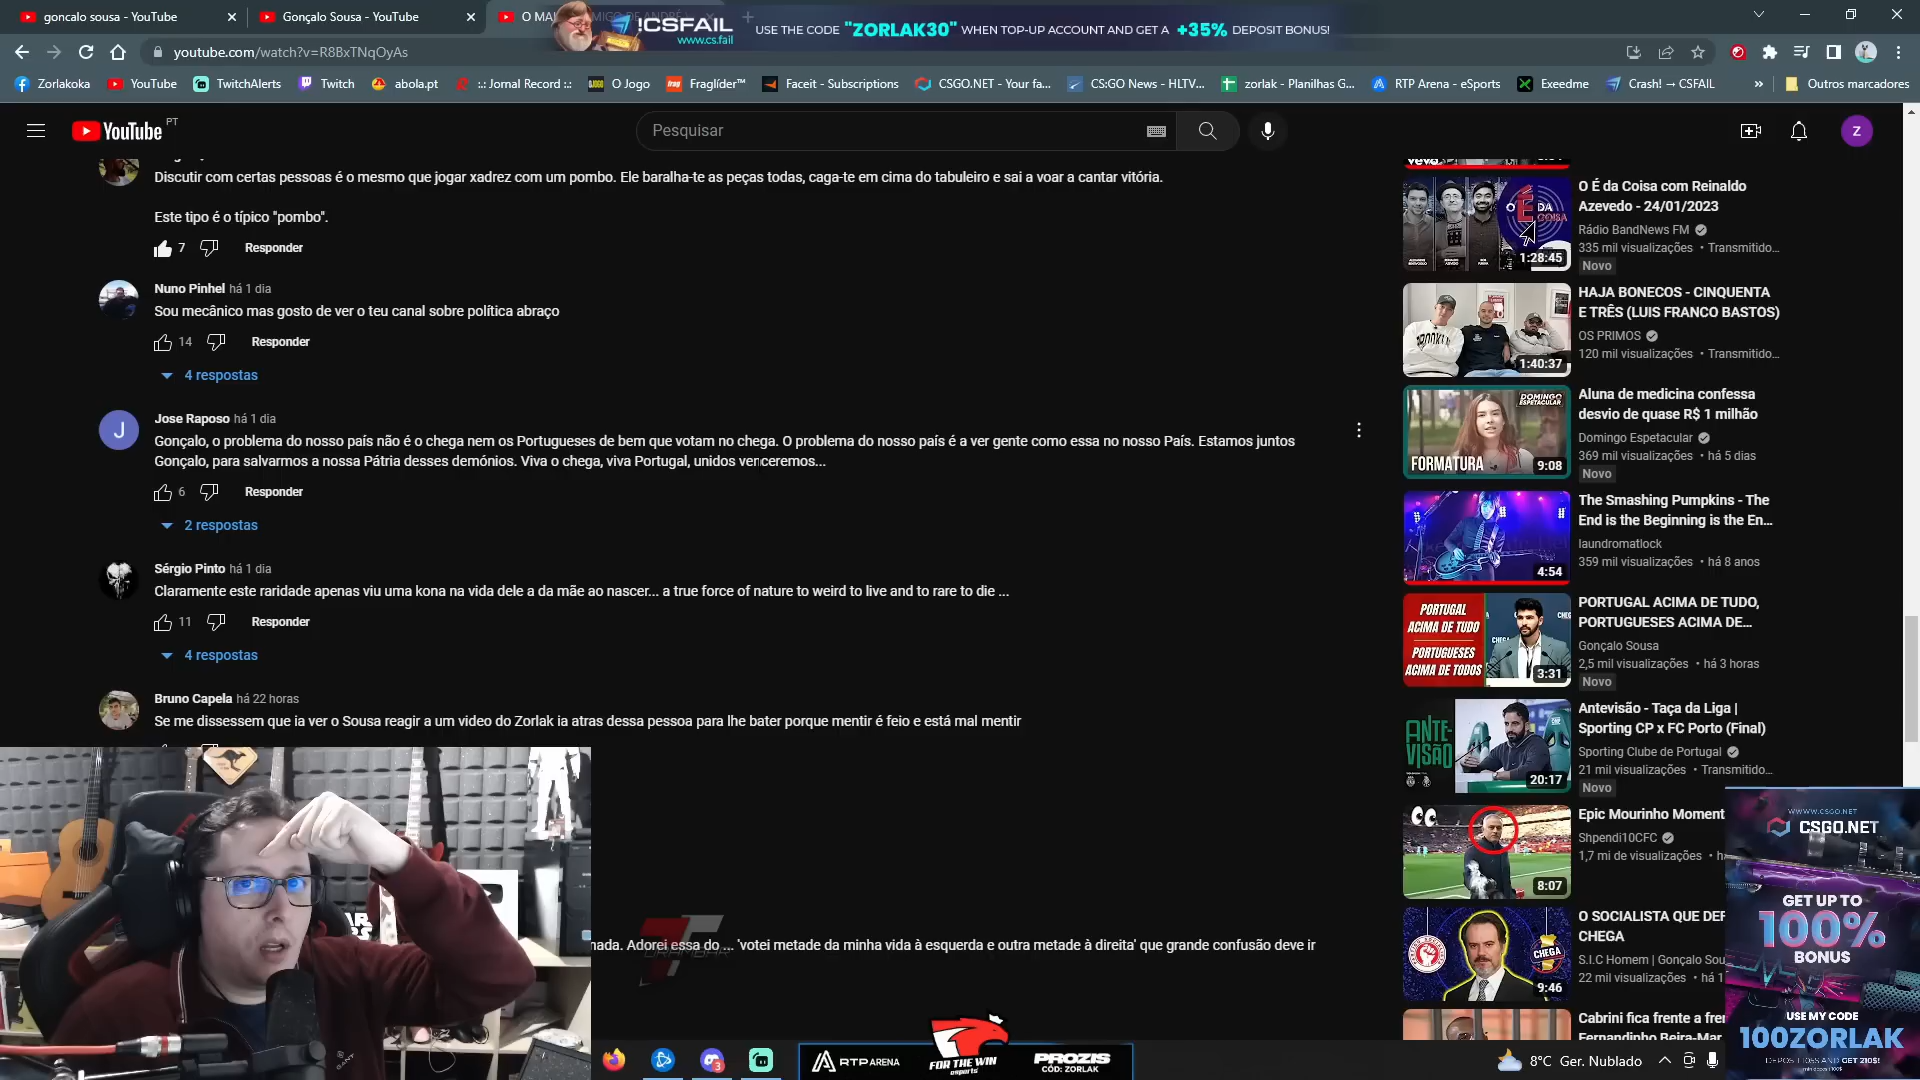 goncalo sousa - YouTube
Gonçalo Sousa - YouTube
!CSFAIL
www.cs.fail
USE THE CODE "ZORLAK30" WHEN TOP-UP ACCOUNT AND GET A +35% DEPOSIT BONUS!
youtube.com/watch?v=R8BxTNqOyAs
Zorlakoka
YouTube
TwitchAlerts
Twitch
abola.pt
::: Jornal Record :::
O Jogo
Fraglíder™
Faceit - Subscriptions
CSGO.NET - Your fa...
CS:GO News - HLTV...
zorlak - Planilhas G...
RTP Arena - eSports
Exeedme
Crash! → CSFAIL
»
Outros marcadores
YouTube PT
Pesquisar
Z
Discutir com certas pessoas é o mesmo que jogar xadrez com um pombo. Ele baralha-te as peças todas, caga-te em cima do tabuleiro e sai a voar a cantar vitória.
Este tipo é o típico "pombo".
7 Responder
Nuno Pinhel há 1 dia
Sou mecânico mas gosto de ver o teu canal sobre política abraço
14 Responder
4 respostas
J
Jose Raposo há 1 dia
Gonçalo, o problema do nosso país não é o chega nem os Portugueses de bem que votam no chega. O problema do nosso país é a ver gente como essa no nosso País. Estamos juntos
Gonçalo, para salvarmos a nossa Pátria desses demónios. Viva o chega, viva Portugal, unidos venceremos...
6 Responder
2 respostas
Sérgio Pinto há 1 dia
Claramente este raridade apenas viu uma kona na vida dele a da mãe ao nascer... a true force of nature to weird to live and to rare to die ...
11 Responder
4 respostas
Bruno Capela há 22 horas
Se me dissessem que ia ver o Sousa reagir a um video do Zorlak ia atras dessa pessoa para lhe bater porque mentir é feio e está mal mentir
nada. Adorei essa do ... 'votei metade da minha vida à esquerda e outra metade à direita' que grande confusão deve ir
O É DA COISA
1:28:45
O É da Coisa com Reinaldo
Azevedo - 24/01/2023
Rádio BandNews FM
335 mil visualizações • Transmitido...
Novo
1:40:37
HAJA BONECOS - CINQUENTA
E TRÊS (LUIS FRANCO BASTOS)
OS PRIMOS
120 mil visualizações • Transmitido...
DOMINGO ESPETACULAR
FORMATURA
9:08
Aluna de medicina confessa
desvio de quase R$ 1 milhão
Domingo Espetacular
369 mil visualizações • há 5 dias
Novo
4:54
The Smashing Pumpkins - The
End is the Beginning is the En...
laundromatlock
359 mil visualizações • há 8 anos
PORTUGAL
ACIMA DE TUDO
PORTUGUESES
ACIMA DE TODOS
3:31
PORTUGAL ACIMA DE TUDO,
PORTUGUESES ACIMA DE...
Gonçalo Sousa
2,5 mil visualizações • há 3 horas
Novo
ANTE-
VISÃO
20:17
Antevisão - Taça da Liga |
Sporting CP x FC Porto (Final)
Sporting Clube de Portugal
21 mil visualizações • Transmitido...
Novo
8:07
Epic Mourinho Moment
Shpendi10CFC
1,7 mi de visualizações • h
CHEGA
9:46
O SOCIALISTA QUE DEF
CHEGA
S.I.C Homem | Gonçalo Sou
22 mil visualizações • há 1
Cabrini fica frente a fre
Fernandinho Beira-Mar
WWW.CSGO.NET
CSGO.NET
GET UP TO
100%
BONUS
USE MY CODE
100ZORLAK
RTP ARENA
FOR THE WIN
esports
PROZIS
CÓD: ZORLAK
8°C Ger. Nublado